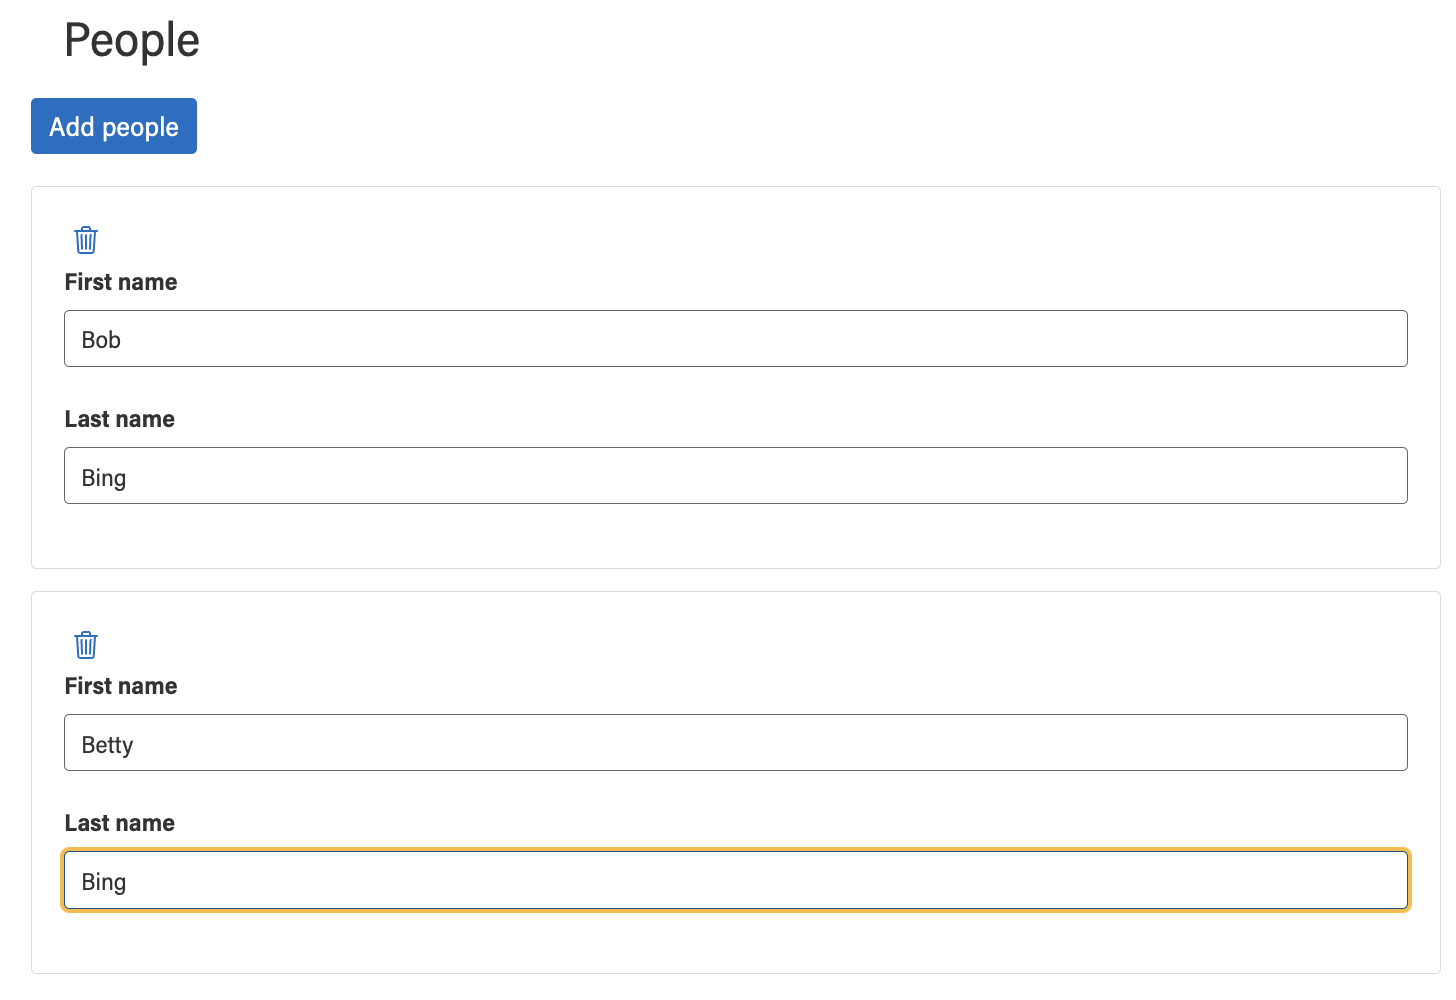 People
Add people
First name
Bob
Last name
Bing
First name
Betty
Last name
Bing